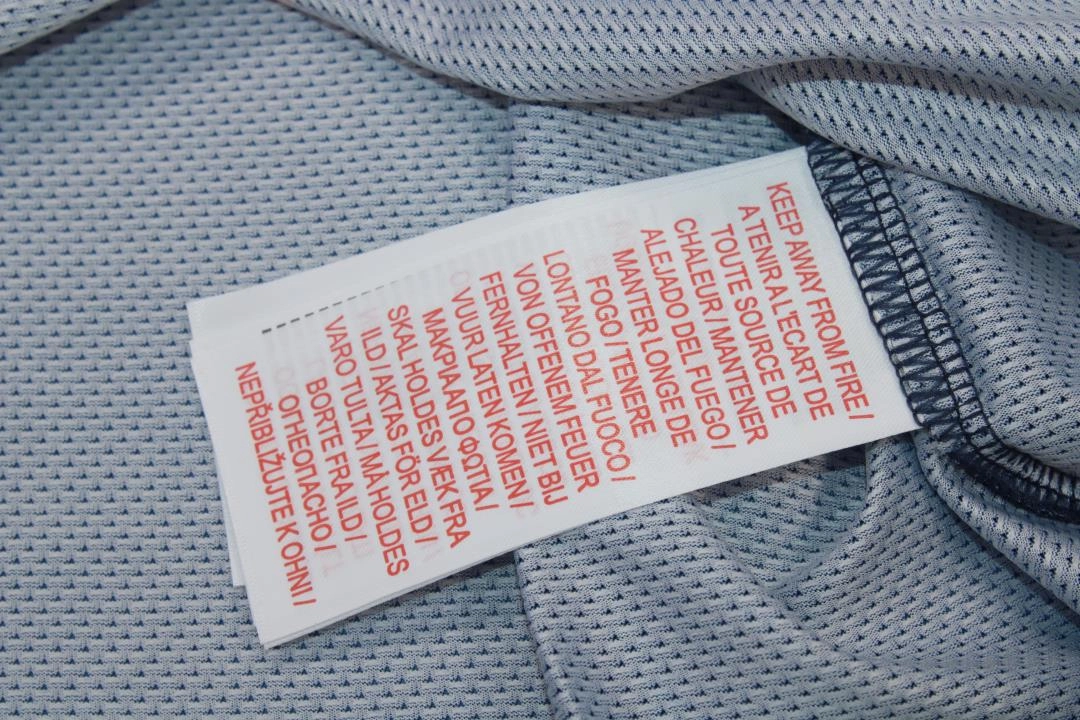 KEEP AWAY FROM FIRE /
A TENIR A L'ECART DE
TOUTE SOURCE DE
CHALEUR / MANTENER
ALEJADO DEL FUEGO /
MANTER LONGE DE
FOGO / TENERE
LONTANO DAL FUOCO /
VON OFFENEM FEUER
FERNHALTEN / NIET BIJ
VUUR LATEN KOMEN /
ΜΑΚΡΙΑ ΑΠΟ ΦΩΤΙΑ /
SKAL HOLDES VÆK FRA
ILD / AKTAS FÖR ELD /
VARO TULTA / MÅ HOLDES
BORTE FRA ILD /
ОГНЕОПАСНО /
NEPŘIBLIŽUJTE K OHNI /